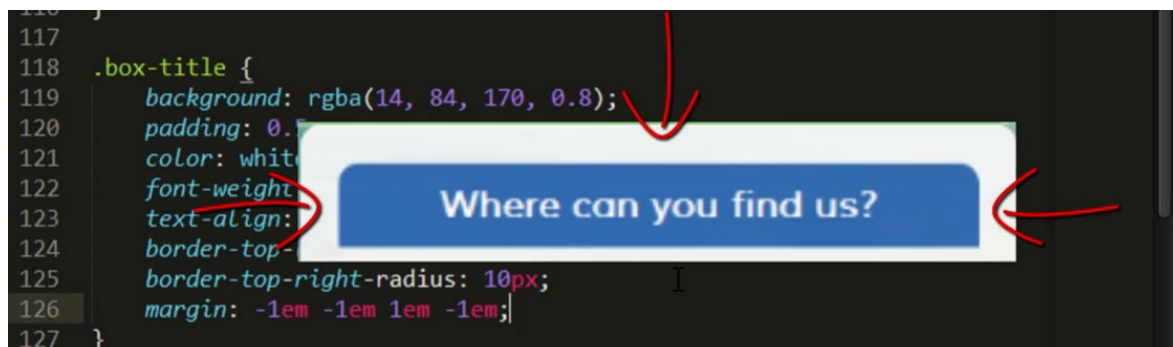 117
118 .box-title {
119 background: rgba(14, 84, 170, 0.8);
120 padding: 0.
121 color: whit
122 font-weight
Where can you find us?
123 text-align:
124 border-top-
125 border-top-right-radius: 10px;
126 margin: -1em -1em 1em -1em;
127 }